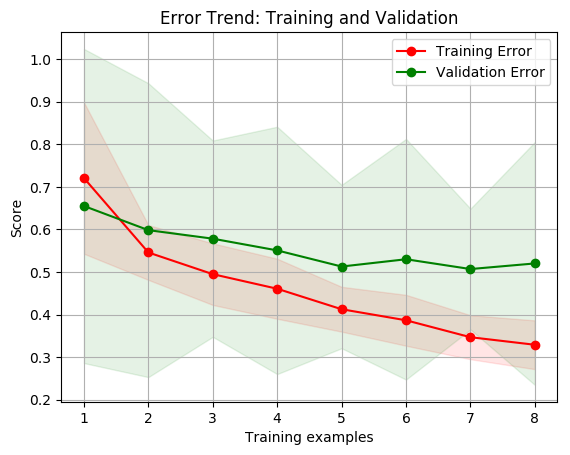 Error Trend: Training and Validation
Training Error
Validation Error
Score
1.0
0.9
0.8
0.7
0.6
0.5
0.4
0.3
0.2
1 2 3 4 5 6 7 8
Training examples